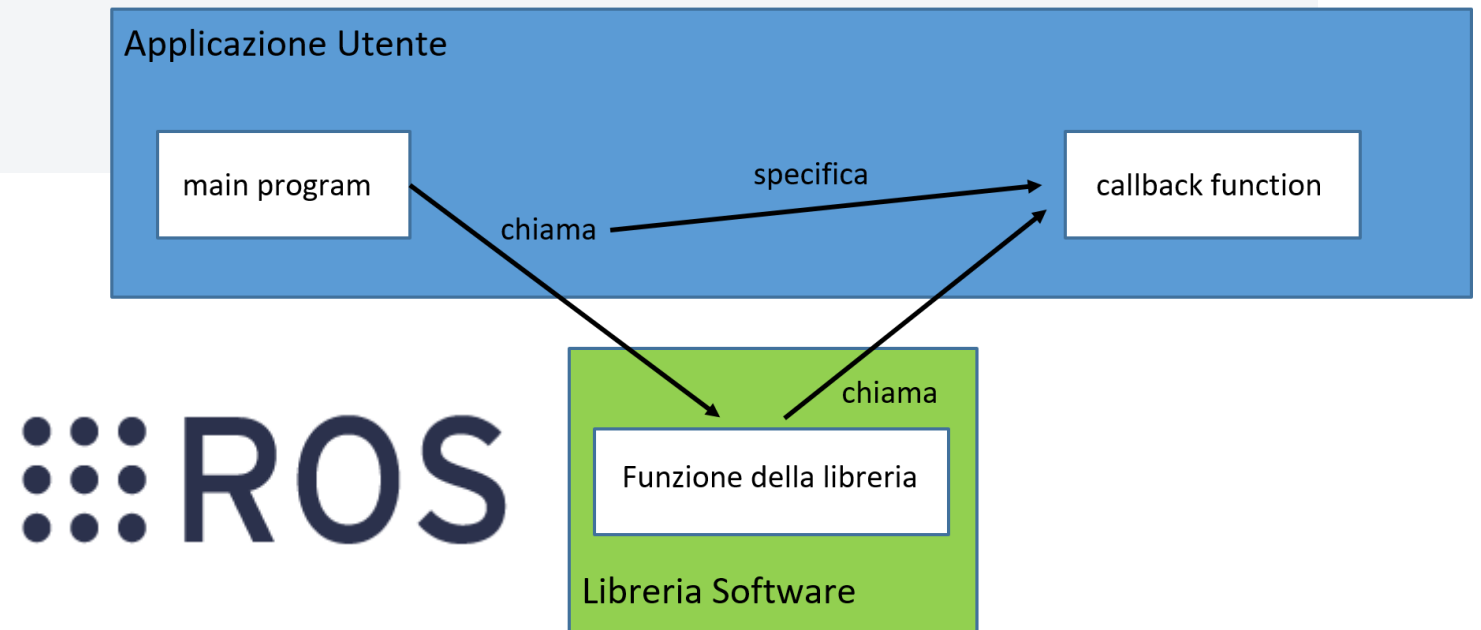 Applicazione Utente
main program
specifica
callback function
chiama
chiama
ROS
Funzione della libreria
Libreria Software